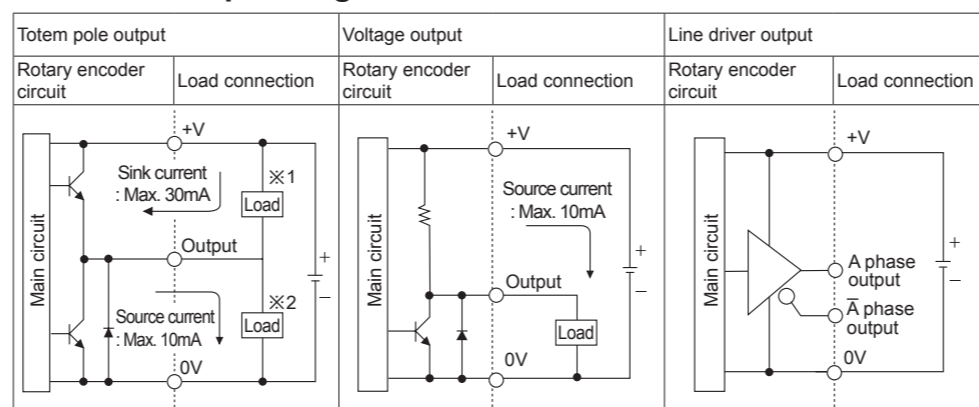 Totem pole output
Voltage output
Line driver output
Rotary encoder
circuit
Load connection
Rotary encoder
circuit
Load connection
Rotary encoder
circuit
Load connection
Main circuit
+V
Sink current
: Max. 30mA
※1
Load
Output
+
−
Source current
: Max. 10mA
※2
Load
0V
Main circuit
+V
Source current
: Max. 10mA
+
−
Output
Load
0V
Main circuit
+V
A phase
output
A̅ phase
output
+
−
0V